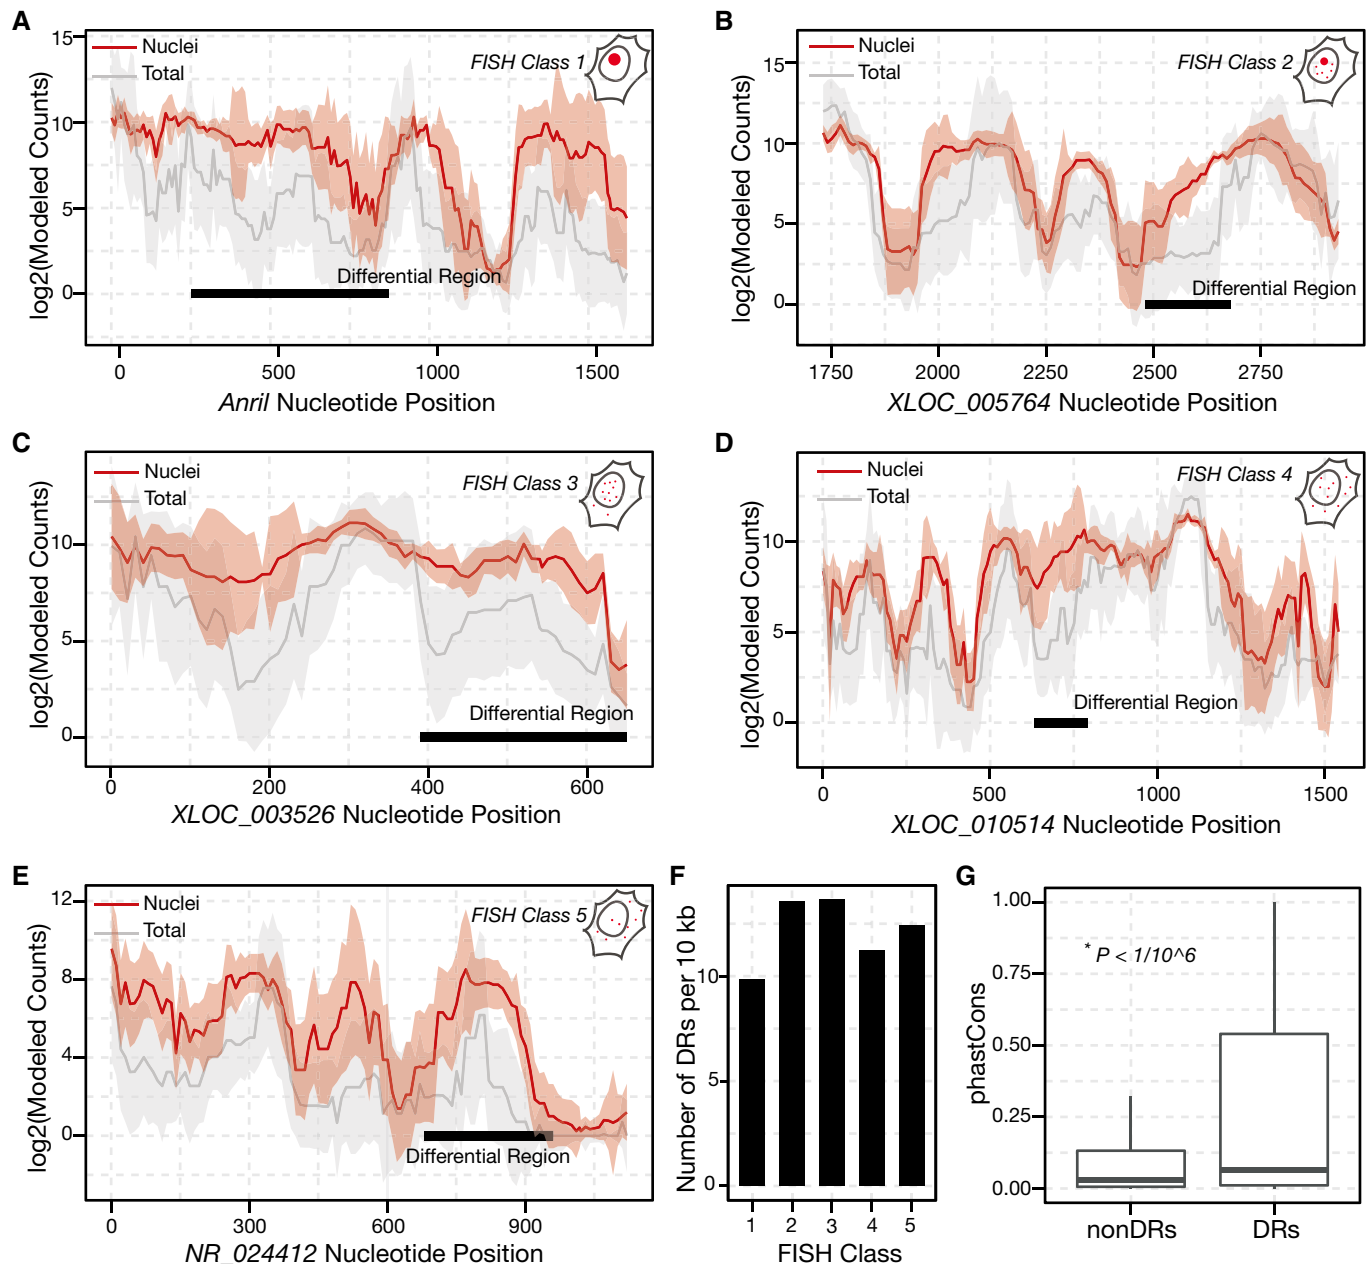 A
15
10
5
0
log2(Modeled Counts)
Nuclei
Total
FISH Class 1
Differential Region
0 500 1000 1500
Anril Nucleotide Position
B
15
10
5
0
log2(Modeled Counts)
Nuclei
Total
FISH Class 2
Differential Region
1750 2000 2250 2500 2750
XLOC_005764 Nucleotide Position
C
10
5
0
log2(Modeled Counts)
Nuclei
Total
FISH Class 3
Differential Region
0 200 400 600
XLOC_003526 Nucleotide Position
D
10
5
0
log2(Modeled Counts)
Nuclei
Total
FISH Class 4
Differential Region
0 500 1000 1500
XLOC_010514 Nucleotide Position
E
12
8
4
0
log2(Modeled Counts)
Nuclei
Total
FISH Class 5
Differential Region
0 300 600 900
NR_024412 Nucleotide Position
F
10
5
0
Number of DRs per 10 kb
1 2 3 4 5
FISH Class
G
1.00
0.75
0.50
0.25
0.00
phastCons
* P < 1/10^6
nonDRs DRs